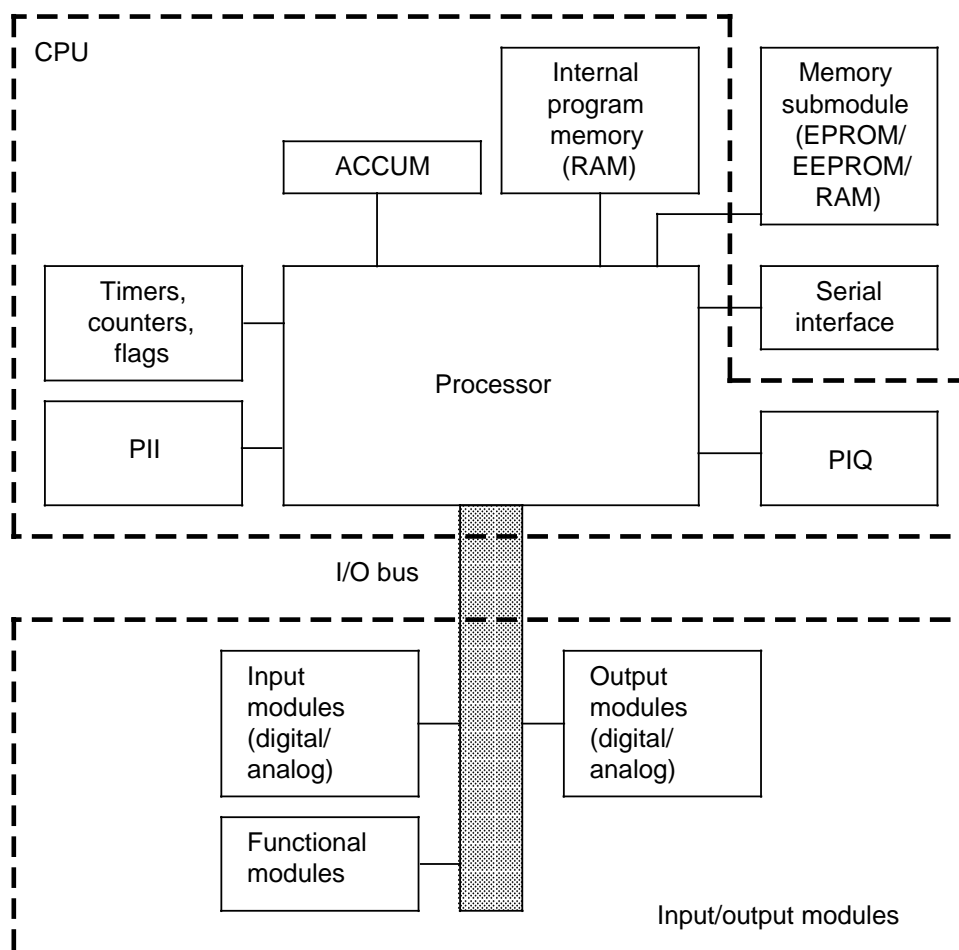 CPU
Internal
program
memory
(RAM)
Memory
submodule
(EPROM/
EEPROM/
RAM)
ACCUM
Timers,
counters,
flags
Serial
interface
Processor
PII
PIQ
I/O bus
Input
modules
(digital/
analog)
Output
modules
(digital/
analog)
Functional
modules
Input/output modules